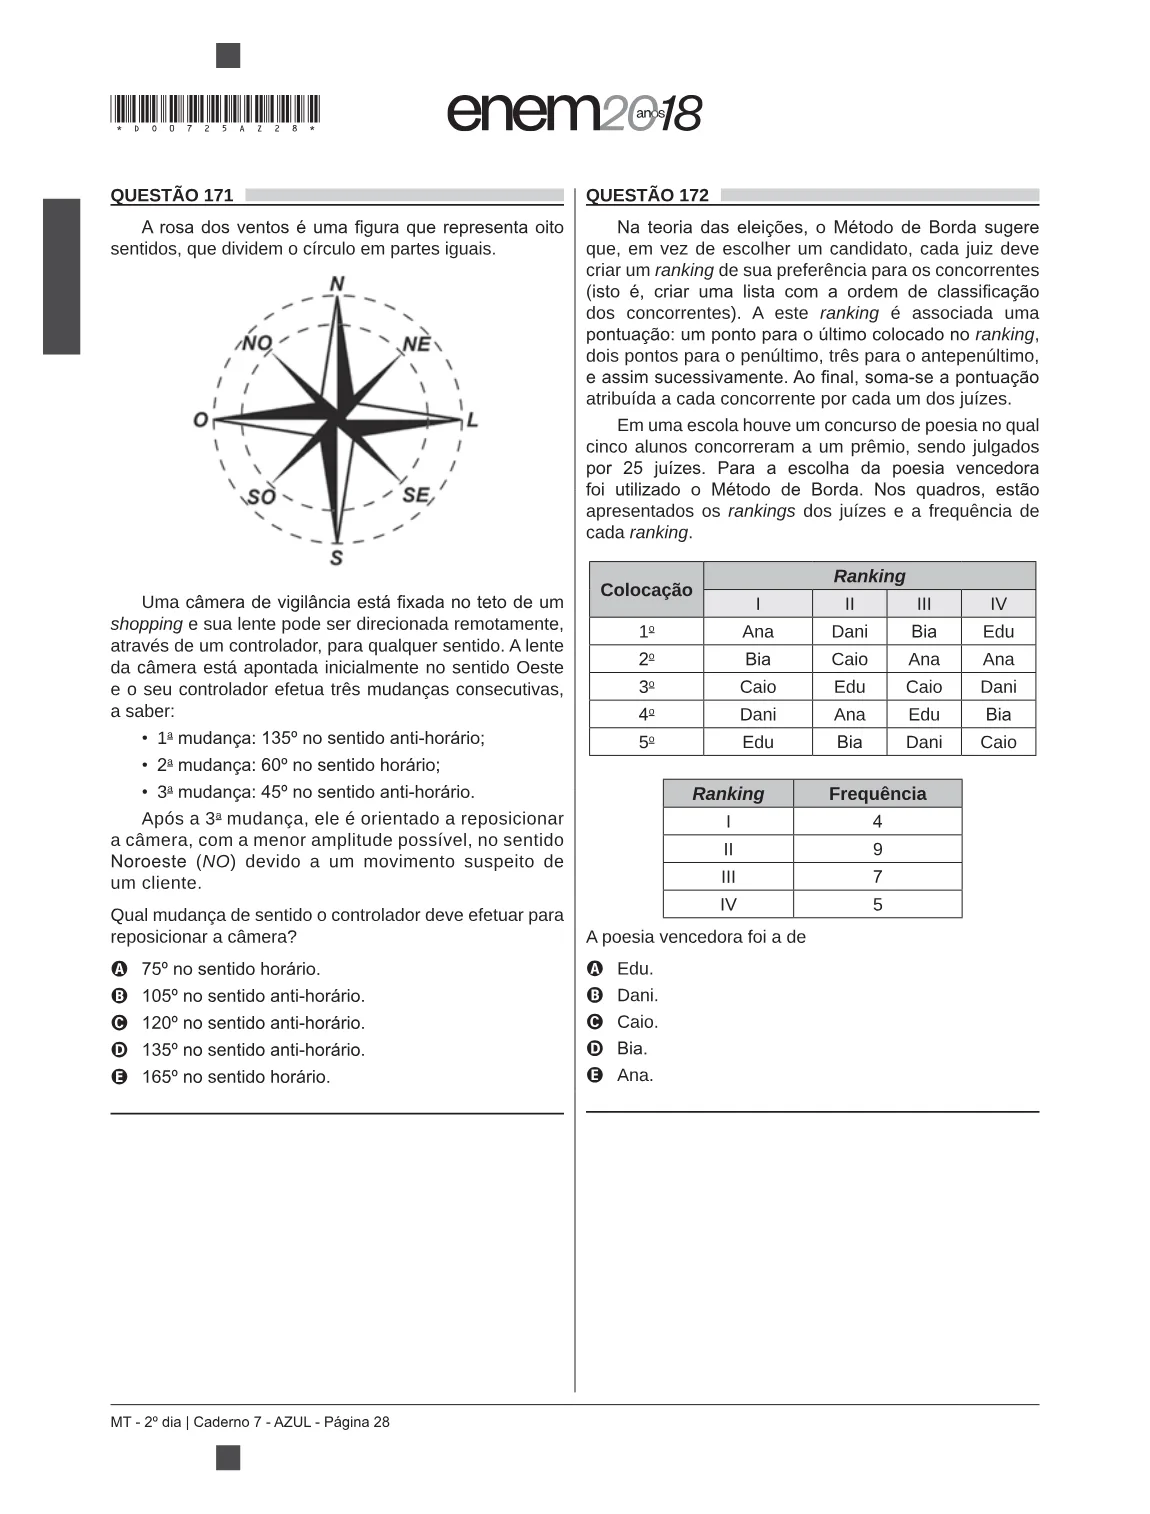 *D00725AZ28*
enem2018
anos
QUESTÃO 171
A rosa dos ventos é uma figura que representa oito
sentidos, que dividem o círculo em partes iguais.
N
NO
NE
O
L
SO
SE
S
Uma câmera de vigilância está fixada no teto de um
shopping e sua lente pode ser direcionada remotamente,
através de um controlador, para qualquer sentido. A lente
da câmera está apontada inicialmente no sentido Oeste
e o seu controlador efetua três mudanças consecutivas,
a saber:
• 1ª mudança: 135º no sentido anti-horário;
• 2ª mudança: 60º no sentido horário;
• 3ª mudança: 45º no sentido anti-horário.
Após a 3ª mudança, ele é orientado a reposicionar
a câmera, com a menor amplitude possível, no sentido
Noroeste (NO) devido a um movimento suspeito de
um cliente.
Qual mudança de sentido o controlador deve efetuar para
reposicionar a câmera?
A 75º no sentido horário.
B 105º no sentido anti-horário.
C 120º no sentido anti-horário.
D 135º no sentido anti-horário.
E 165º no sentido horário.
QUESTÃO 172
Na teoria das eleições, o Método de Borda sugere
que, em vez de escolher um candidato, cada juiz deve
criar um ranking de sua preferência para os concorrentes
(isto é, criar uma lista com a ordem de classificação
dos concorrentes). A este ranking é associada uma
pontuação: um ponto para o último colocado no ranking,
dois pontos para o penúltimo, três para o antepenúltimo,
e assim sucessivamente. Ao final, soma-se a pontuação
atribuída a cada concorrente por cada um dos juízes.
Em uma escola houve um concurso de poesia no qual
cinco alunos concorreram a um prêmio, sendo julgados
por 25 juízes. Para a escolha da poesia vencedora
foi utilizado o Método de Borda. Nos quadros, estão
apresentados os rankings dos juízes e a frequência de
cada ranking.
Colocação Ranking
I II III IV
1º Ana Dani Bia Edu
2º Bia Caio Ana Ana
3º Caio Edu Caio Dani
4º Dani Ana Edu Bia
5º Edu Bia Dani Caio
Ranking Frequência
I 4
II 9
III 7
IV 5
A poesia vencedora foi a de
A Edu.
B Dani.
C Caio.
D Bia.
E Ana.
MT - 2º dia | Caderno 7 - AZUL - Página 28